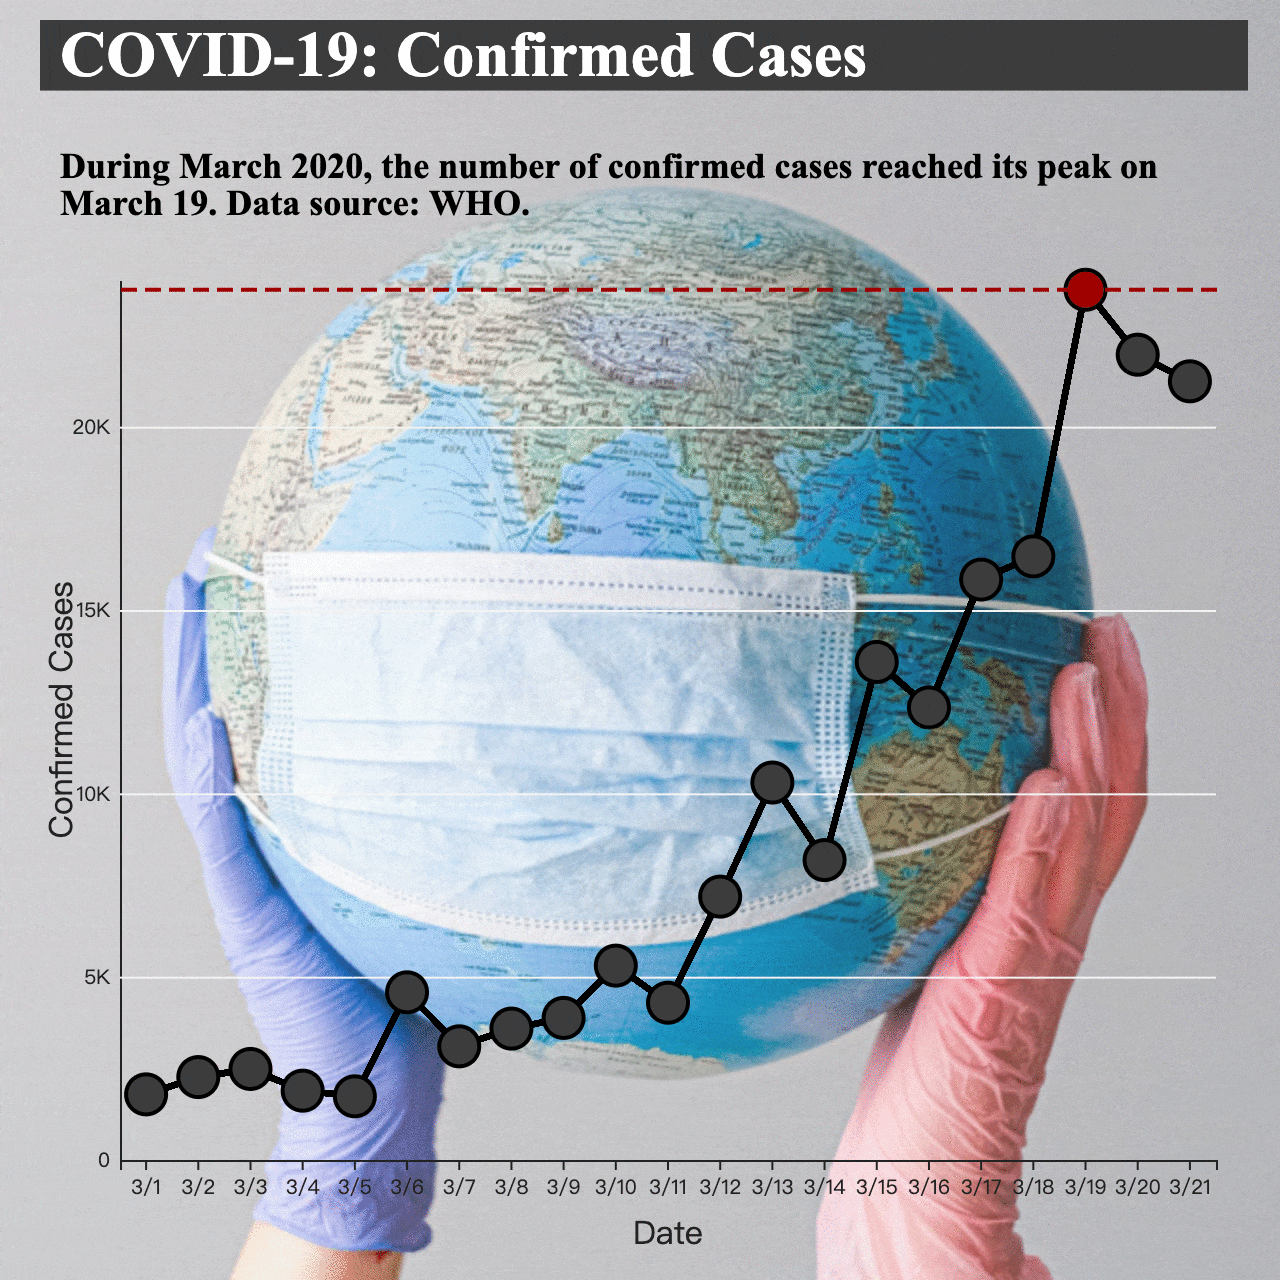 COVID-19: Confirmed Cases
During March 2020, the number of confirmed cases reached its peak on
March 19. Data source: WHO.
20K
15K
10K
5K
0
Confirmed Cases
3/1 3/2 3/3 3/4 3/5 3/6 3/7 3/8 3/9 3/10 3/11 3/12 3/13 3/14 3/15 3/16 3/17 3/18 3/19 3/20 3/21
Date